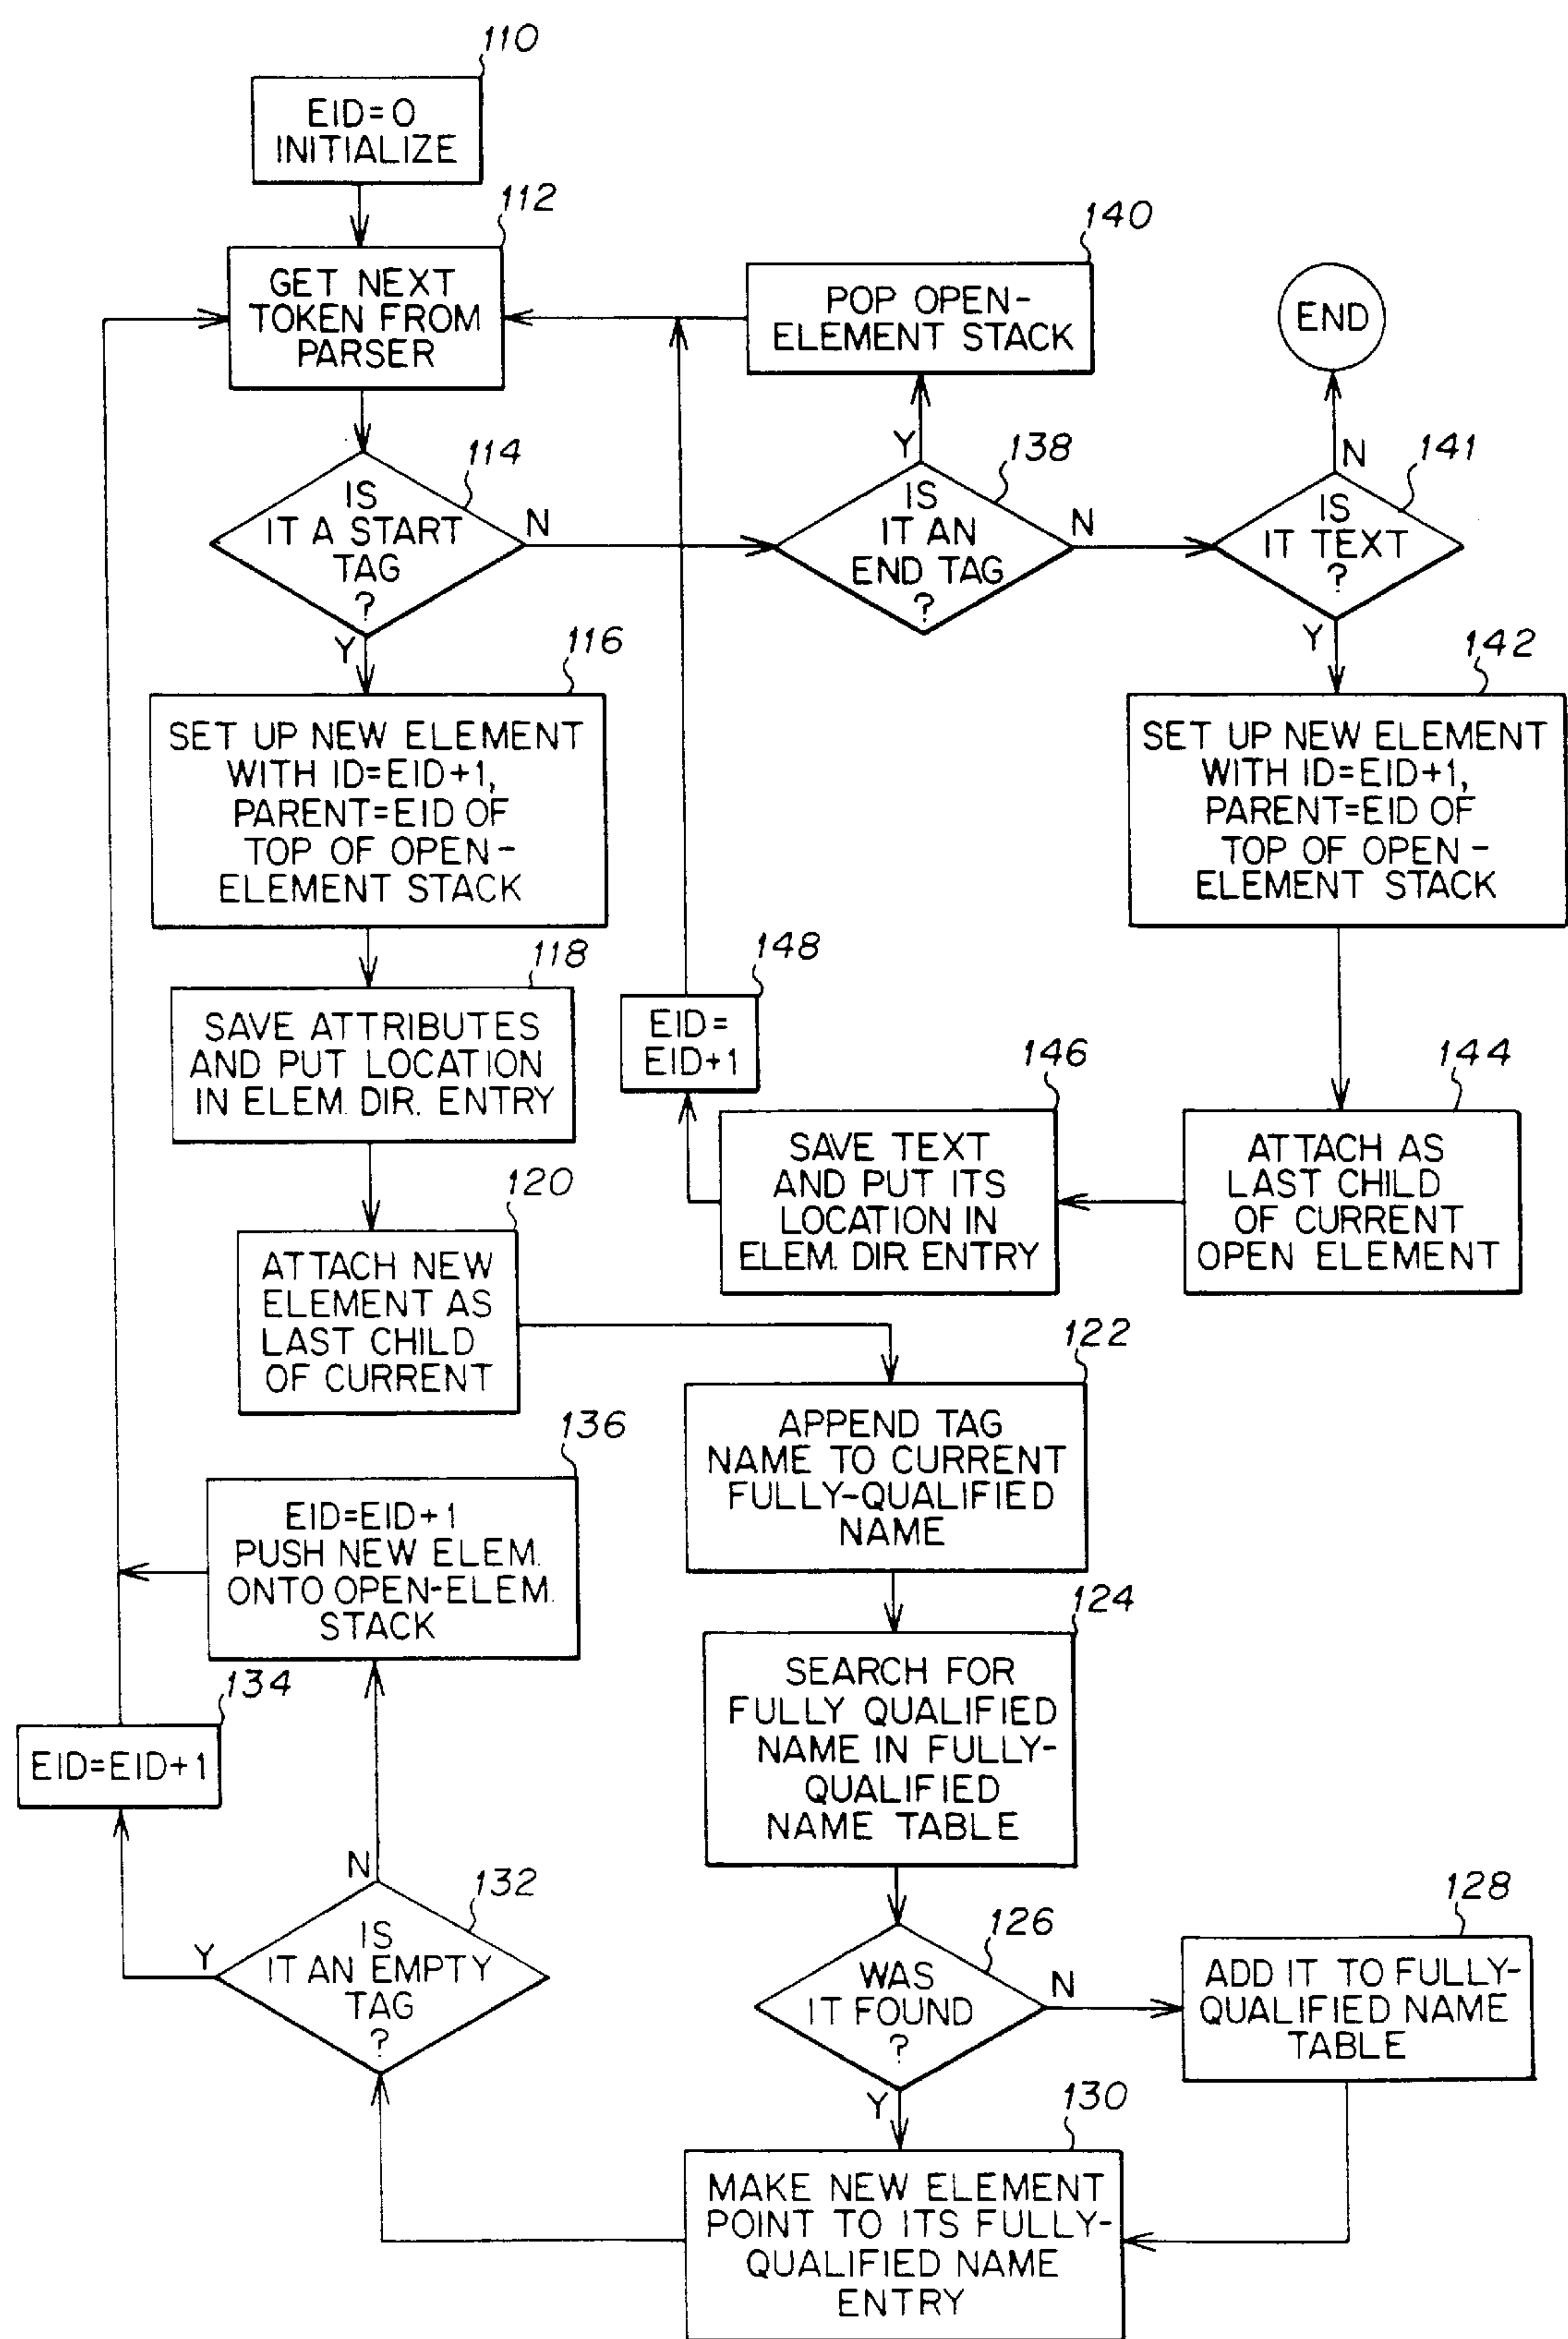 110
EID=0
INITIALIZE
112
GET NEXT
TOKEN FROM
PARSER
140
POP OPEN-
ELEMENT STACK
END
114
IS
IT A START
TAG
?
N
Y
138
IS
IT AN
END TAG
?
Y
N
141
IS
IT TEXT
?
N
Y
116
SET UP NEW ELEMENT
WITH ID=EID+1,
PARENT=EID OF
TOP OF OPEN-
ELEMENT STACK
142
SET UP NEW ELEMENT
WITH ID=EID+1,
PARENT=EID OF
TOP OF OPEN-
ELEMENT STACK
118
SAVE ATTRIBUTES
AND PUT LOCATION
IN ELEM. DIR. ENTRY
148
EID=
EID+1
146
SAVE TEXT
AND PUT ITS
LOCATION IN
ELEM. DIR. ENTRY
144
ATTACH AS
LAST CHILD
OF CURRENT
OPEN ELEMENT
120
ATTACH NEW
ELEMENT AS
LAST CHILD
OF CURRENT
122
APPEND TAG
NAME TO CURRENT
FULLY-QUALIFIED
NAME
136
EID=EID+1
PUSH NEW ELEM.
ONTO OPEN-ELEM.
STACK
124
SEARCH FOR
FULLY QUALIFIED
NAME IN FULLY-
QUALIFIED
NAME TABLE
134
EID=EID+1
132
IS
IT AN EMPTY
TAG
?
N
Y
126
WAS
IT FOUND
?
N
Y
128
ADD IT TO FULLY-
QUALIFIED NAME
TABLE
130
MAKE NEW ELEMENT
POINT TO ITS FULLY-
QUALIFIED NAME
ENTRY